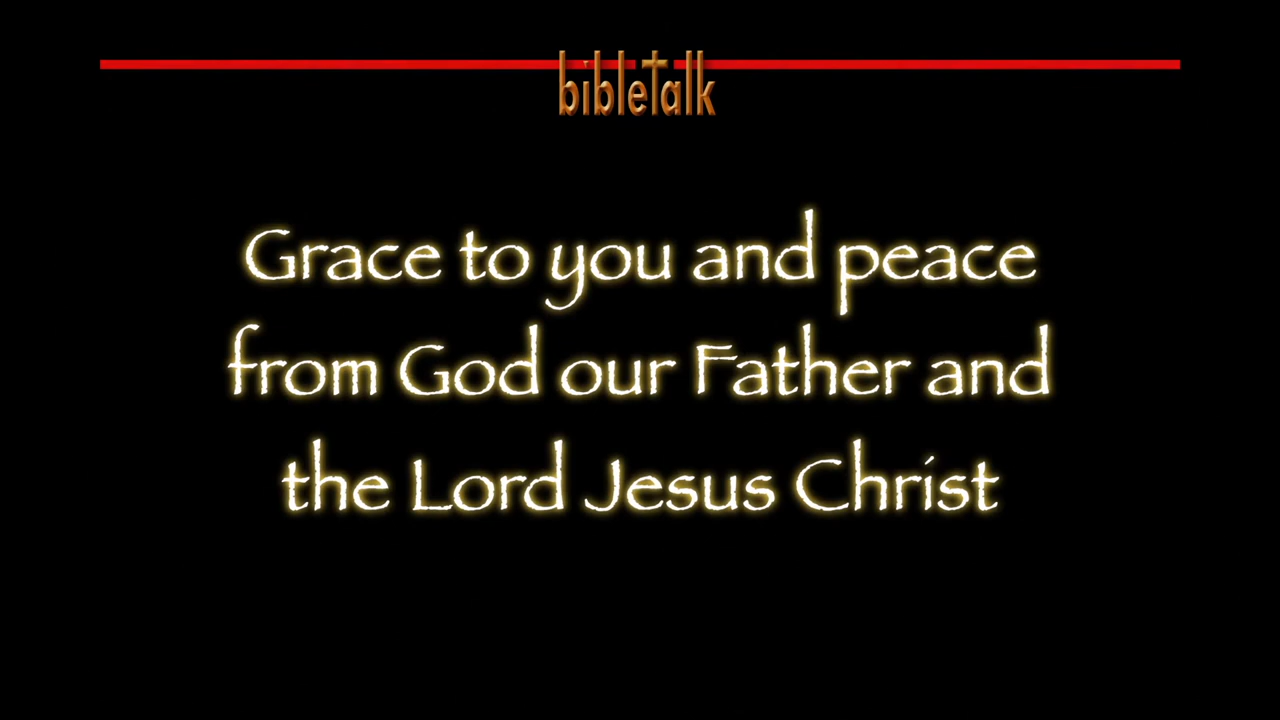 bibleTalk
Grace to you and peace
from God our Father and
the Lord Jesus Christ